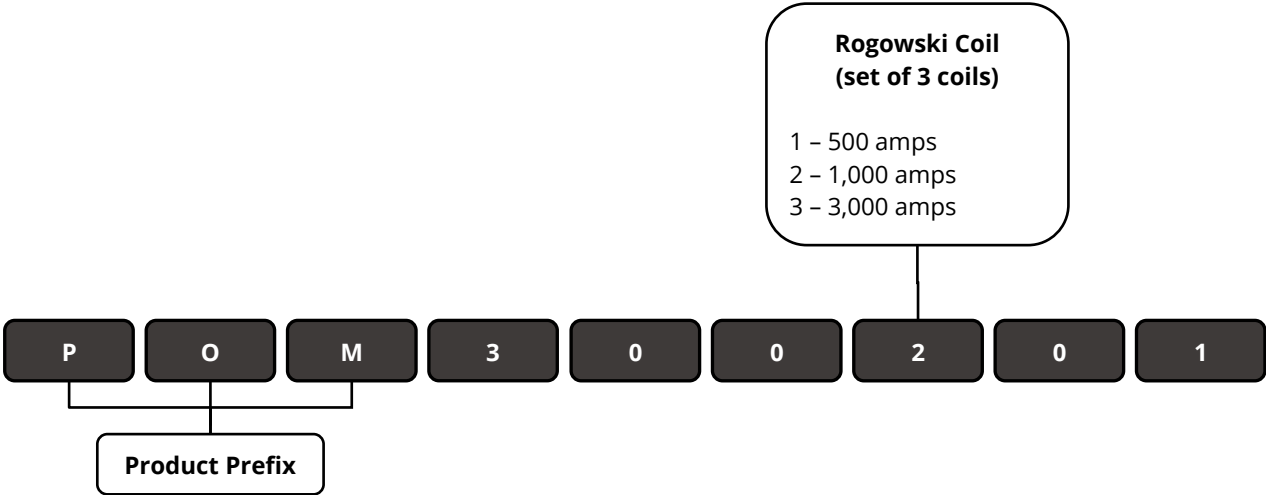 Rogowski Coil
(set of 3 coils)
1 – 500 amps
2 – 1,000 amps
3 – 3,000 amps
P O M 3 0 0 2 0 1
Product Prefix